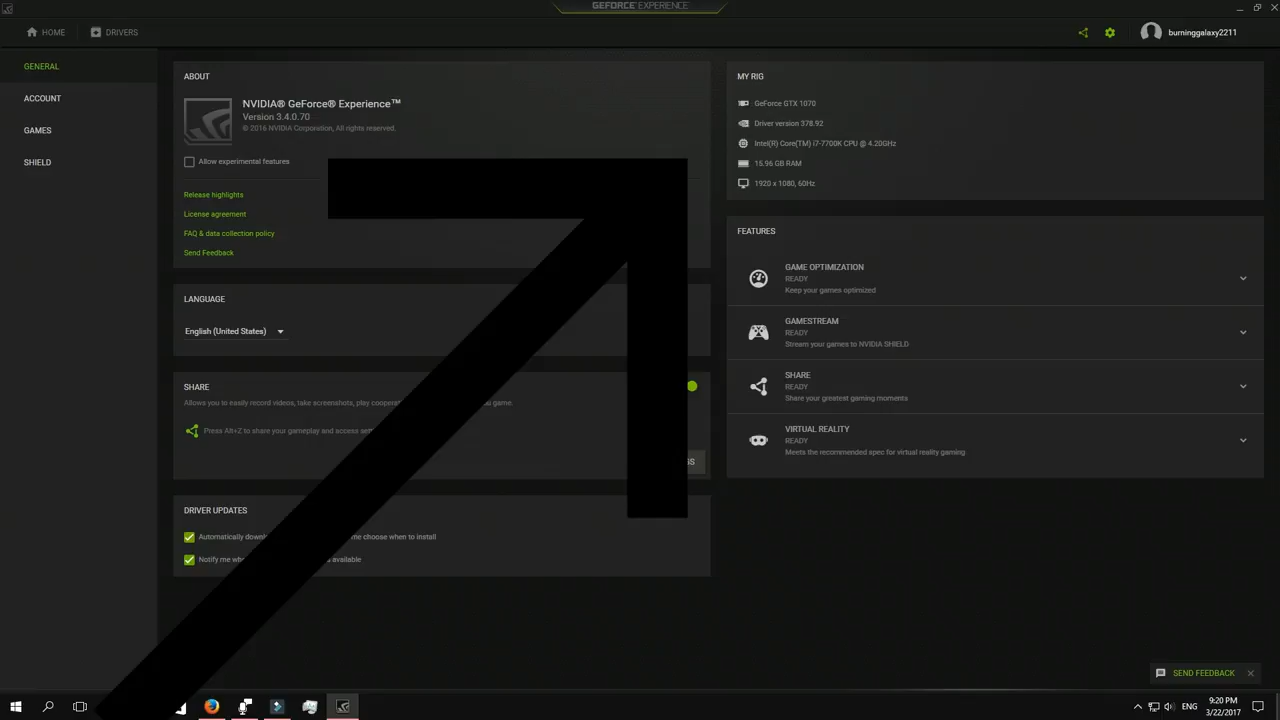 GEFORCE EXPERIENCE
HOME
DRIVERS
burninggalaxy2211
GENERAL
ACCOUNT
GAMES
SHIELD
ABOUT
NVIDIA® GeForce® Experience™
Version 3.4.0.70
© 2016 NVIDIA Corporation, All rights reserved.
Allow experimental features
Release highlights
License agreement
FAQ & data collection policy
Send Feedback
LANGUAGE
English (United States)
SHARE
Allows you to easily record videos, take screenshots, play game.
Press Alt+Z to share your gameplay and access
DRIVER UPDATES
Automatically choose when to install
Notify me available
MY RIG
GeForce GTX 1070
Driver version 378.92
Intel(R) Core(TM) i7-7700K CPU @ 4.20GHz
15.96 GB RAM
1920 x 1080, 60Hz
FEATURES
GAME OPTIMIZATION
READY
Keep your games optimized
GAMESTREAM
READY
Stream your games to NVIDIA SHIELD
SHARE
READY
Share your greatest gaming moments
VIRTUAL REALITY
READY
Meets the recommended spec for virtual reality gaming
SEND FEEDBACK
ENG
9:20 PM
3/22/2017